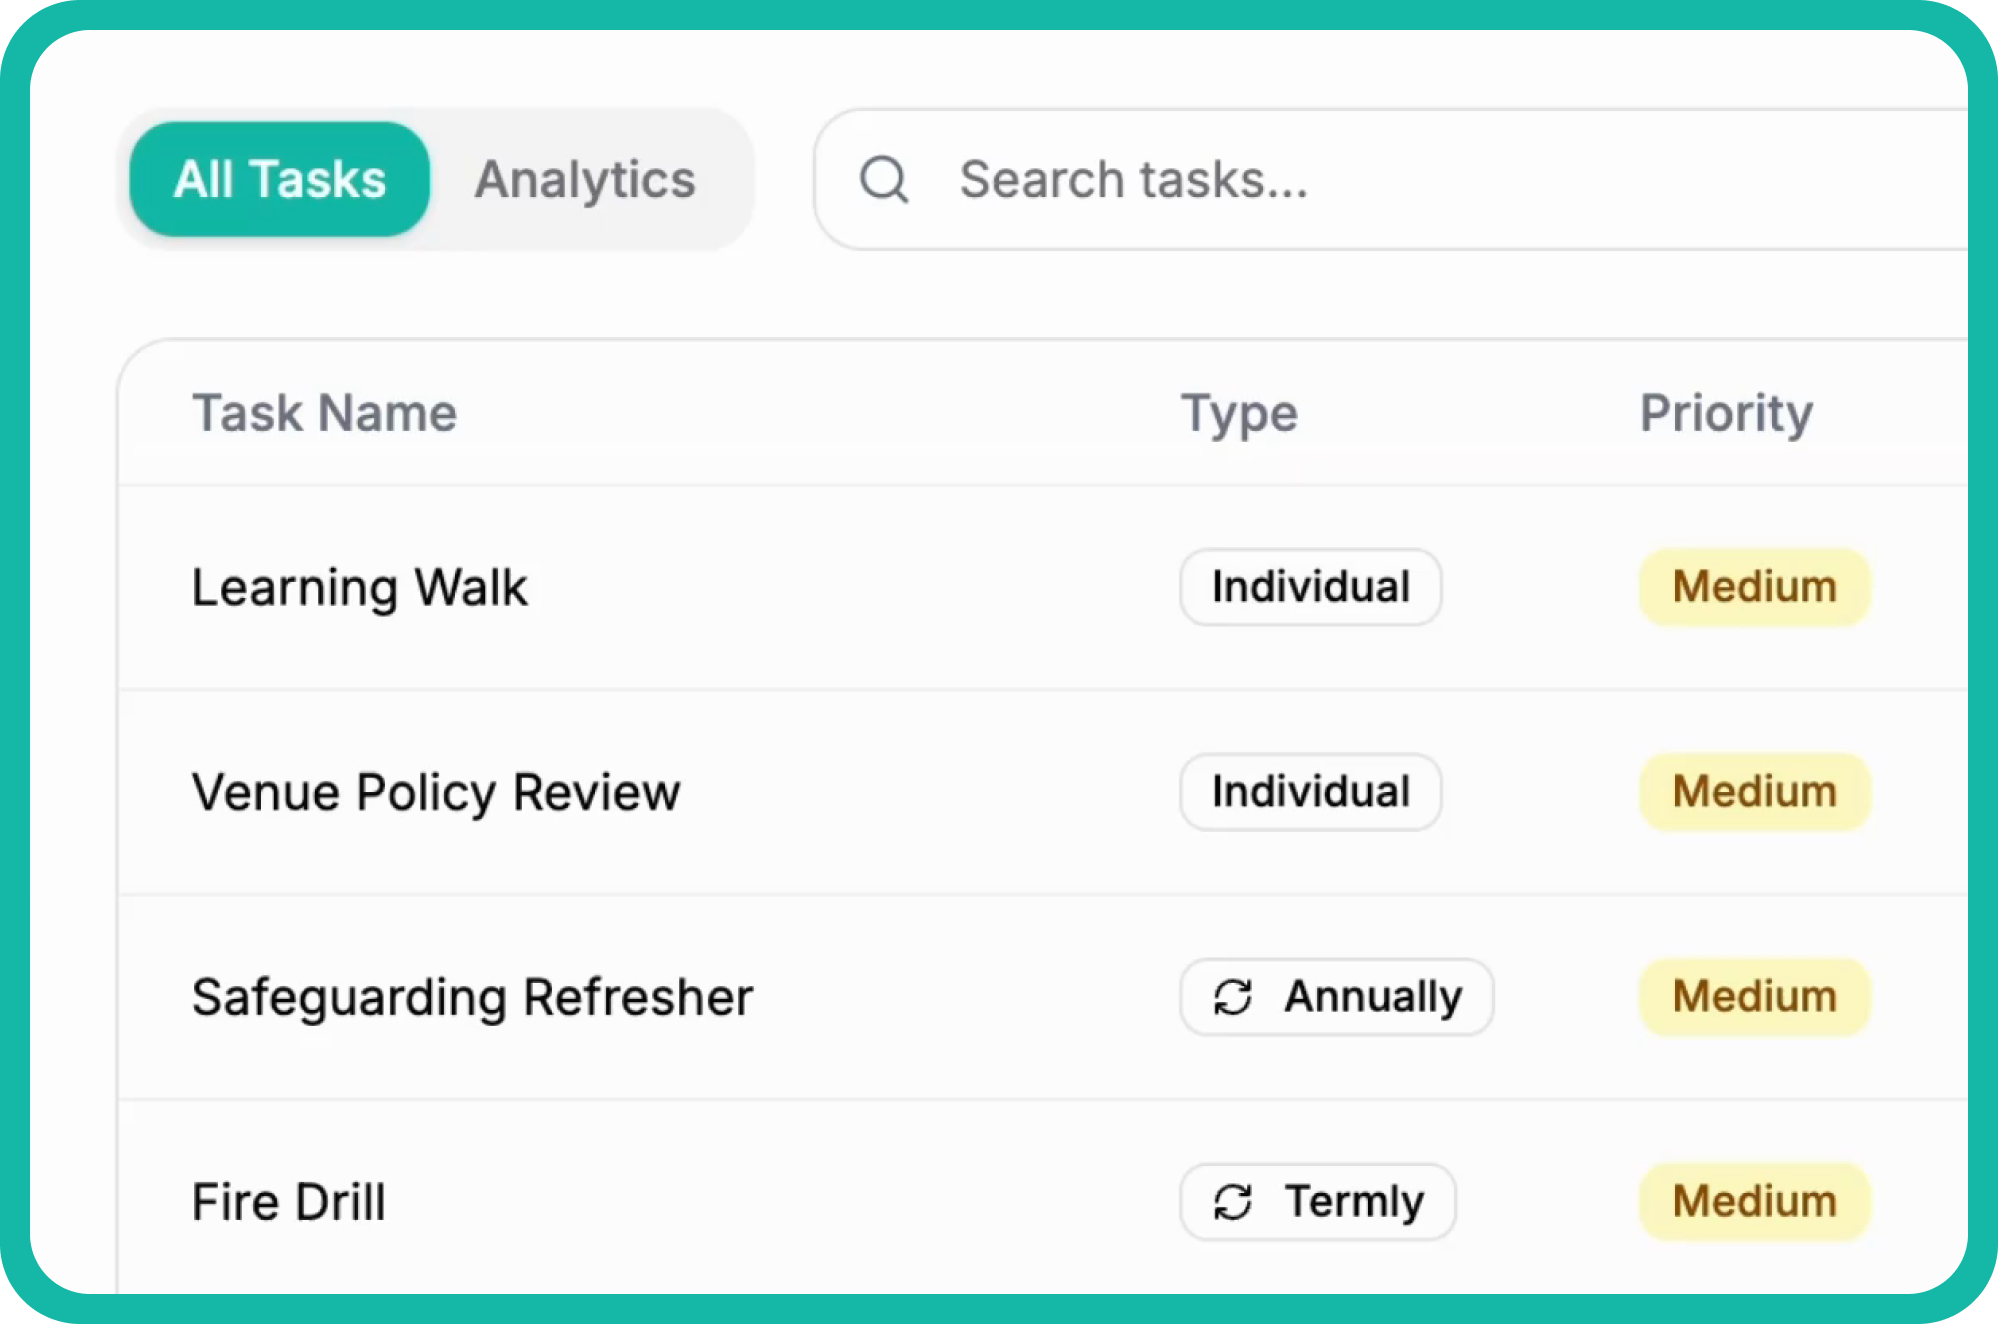 All Tasks Analytics Search tasks...
Task Name Type Priority
Learning Walk Individual Medium
Venue Policy Review Individual Medium
Safeguarding Refresher Annually Medium
Fire Drill Termly Medium